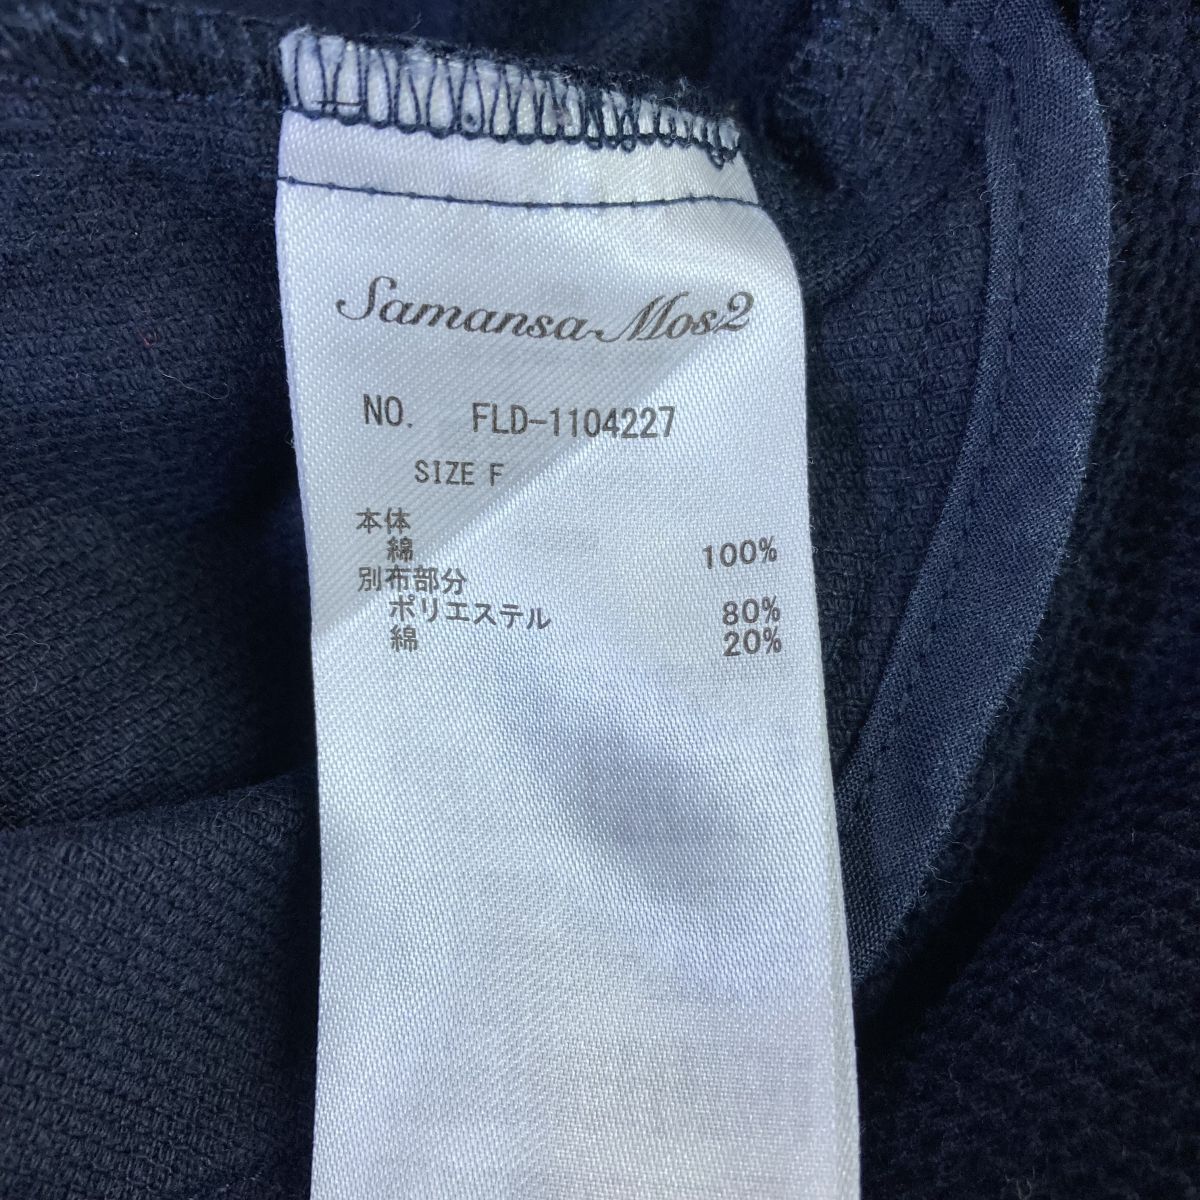 Samansa Mos2
NO. FLD-1104227
SIZE F
本体
綿 100%
別布部分
ポリエステル 80%
綿 20%